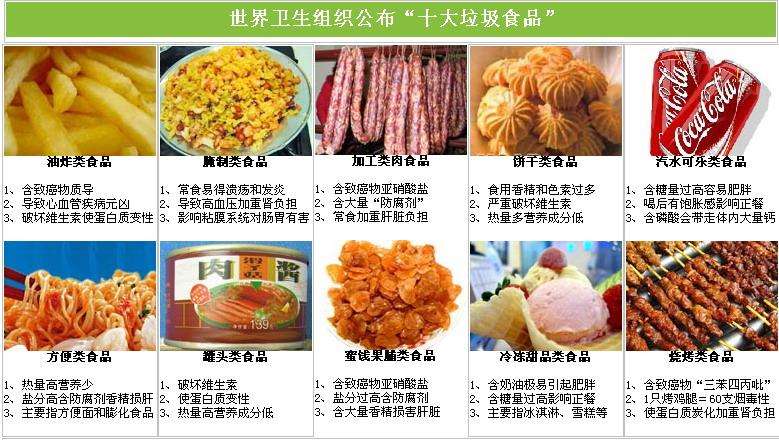 世界卫生组织公布“十大垃圾食品”
油炸类食品
1、含致癌物质导
2、导致心血管疾病元凶
3、破坏维生素使蛋白质变性
腌制类食品
1、常食易得溃疡和发炎
2、导致高血压加重肾负担
3、影响粘膜系统对肠胃有害
加工类肉食品
1、含致癌物亚硝酸盐
2、含大量“防腐剂”
3、常食加重肝脏负担
饼干类食品
1、食用香精和色素过多
2、严重破坏维生素
3、热量多营养成分低
Coca-Cola
Coca-Cola
汽水可乐类食品
1、含糖量过高容易肥胖
2、喝后有饱胀感影响正餐
3、含磷酸会带走体内大量钙
方便类食品
1、热量高营养少
2、盐分高含防腐剂香精损肝
3、主要指方便面和膨化食品
肉
酱
罐头类食品
1、破坏维生素
2、使蛋白质变性
3、热量高营养成分低
蜜饯果脯类食品
1、含致癌物亚硝酸盐
2、盐分过高含防腐剂
3、含大量香精损害肝脏
冷冻甜品类食品
1、含奶油极易引起肥胖
2、含糖量过高影响正餐
3、主要指冰淇淋、雪糕等
烧烤类食品
1、含致癌物“三苯四丙吡”
2、1只烤鸡腿＝60支烟毒性
3、使蛋白质炭化加重肾负担